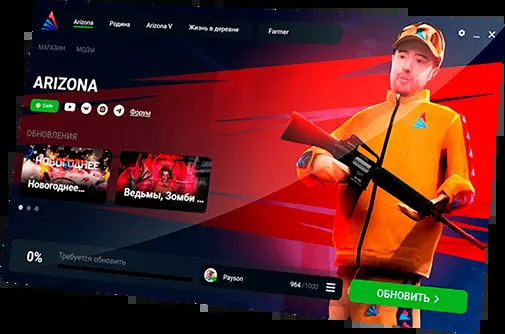 Arizona
Родина
Arizona V
Жизнь в деревне
Farmer
МАГАЗИН
МОДЫ
ARIZONA
Сайт
Форум
ОБНОВЛЕНИЯ
НОВОГОДНЕЕ
Новогоднее...
Ведьмы, Зомби ...
0%
Требуется обновить
Payson
964 /1000
ОБНОВИТЬ >